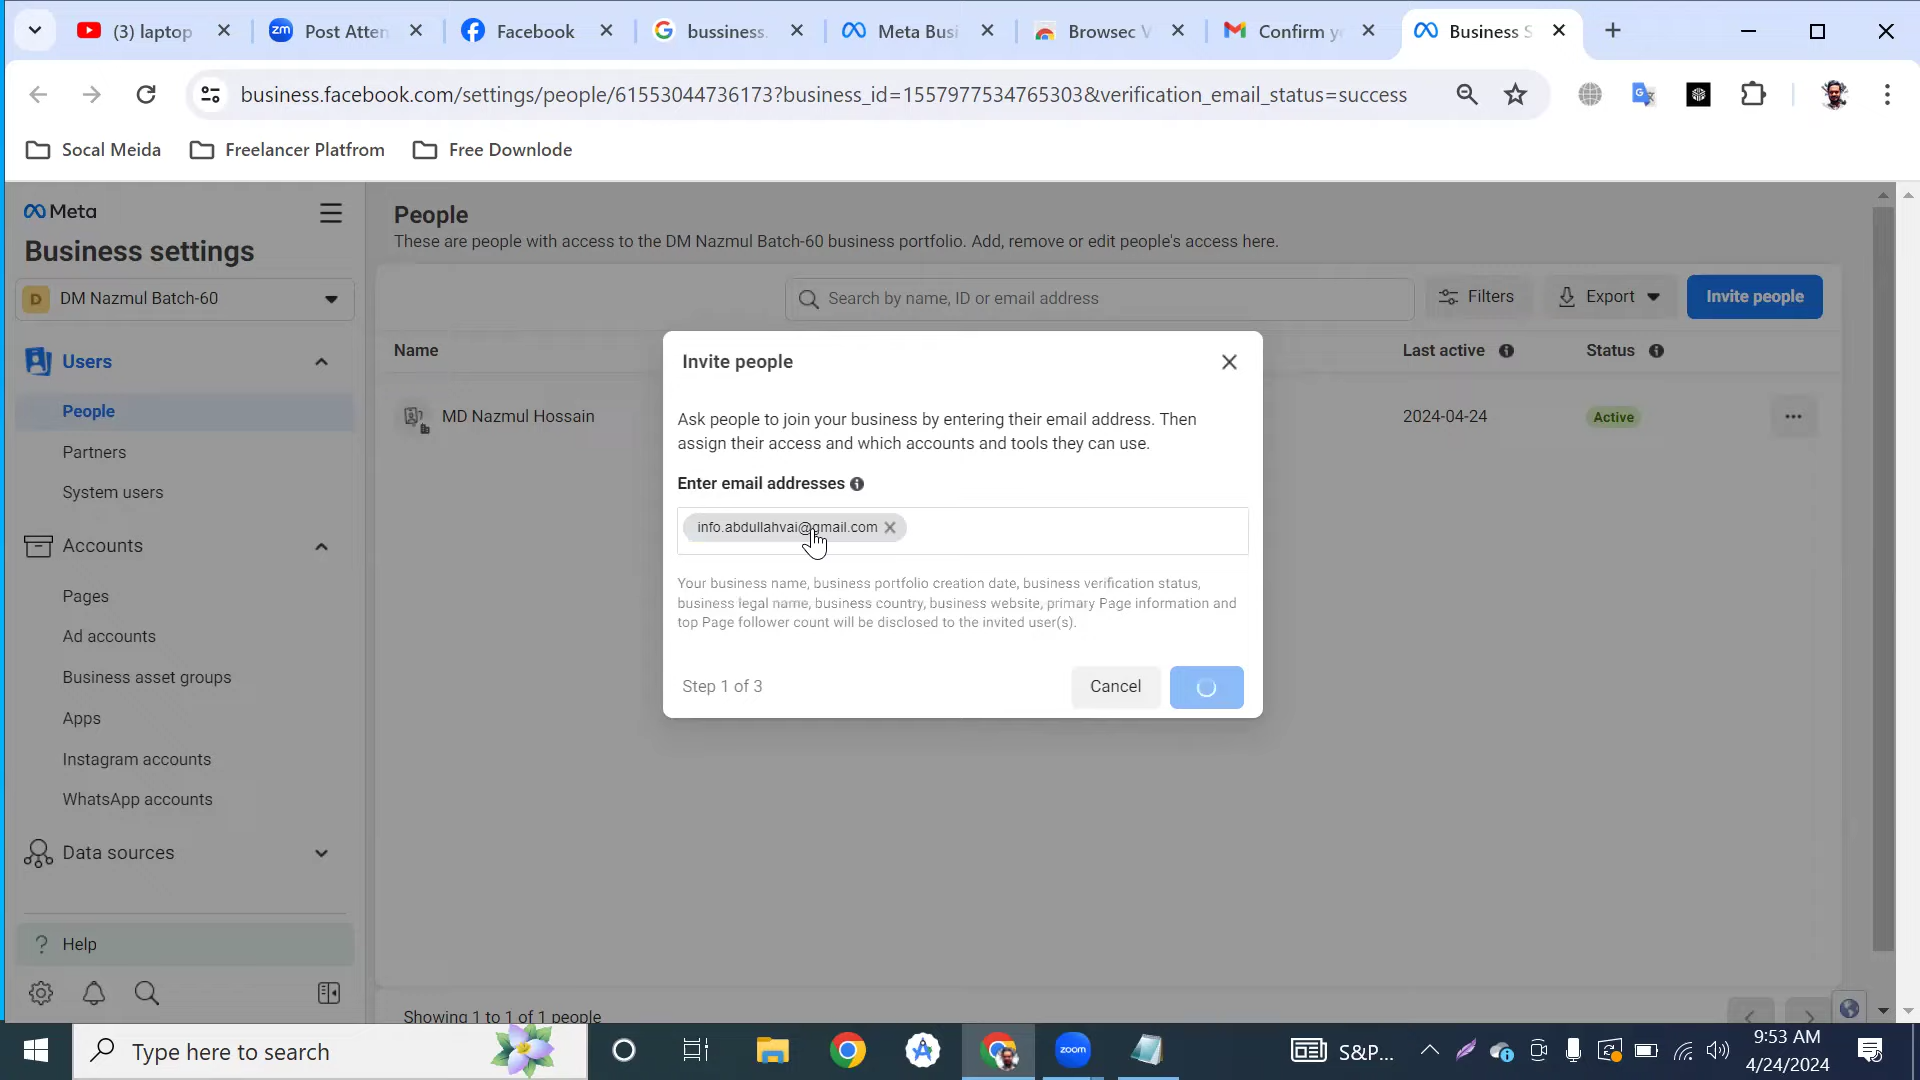 (3) laptop
Post Atten
Facebook
bussiness.
Meta Busi
Browsec V
Confirm y
Business S
business.facebook.com/settings/people/61553044736173?business_id=1557977534765303&verification_email_status=success
Socal Meida
Freelancer Platfrom
Free Downlode
Meta
Business settings
D DM Nazmul Batch-60
Users
People
Partners
System users
Accounts
Pages
Ad accounts
Business asset groups
Apps
Instagram accounts
WhatsApp accounts
Data sources
Help
People
These are people with access to the DM Nazmul Batch-60 business portfolio. Add, remove or edit people's access here.
Search by name, ID or email address
Filters
Export
Invite people
Name
Last active
Status
MD Nazmul Hossain
2024-04-24
Active
Invite people
Ask people to join your business by entering their email address. Then
assign their access and which accounts and tools they can use.
Enter email addresses
info.abdullahvai@gmail.com
Your business name, business portfolio creation date, business verification status,
business legal name, business country, business website, primary Page information and
top Page follower count will be disclosed to the invited user(s).
Step 1 of 3
Cancel
Showing 1 to 1 of 1 people
Type here to search
zoom
S&P...
9:53 AM
4/24/2024